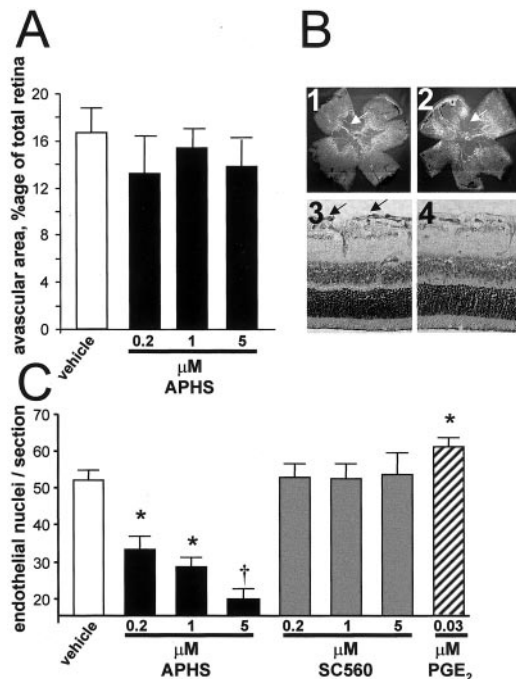 A
B
avascular area, %age of total retina
20
16
12
8
4
0
vehicle
0.2 1 5
µM
APHS
1 2
3 4
C
endothelial nuclei / section
70
60
50
40
30
20
vehicle
*
*
†
*
0.2 1 5
µM
APHS
0.2 1 5
µM
SC560
0.03
µM
PGE₂